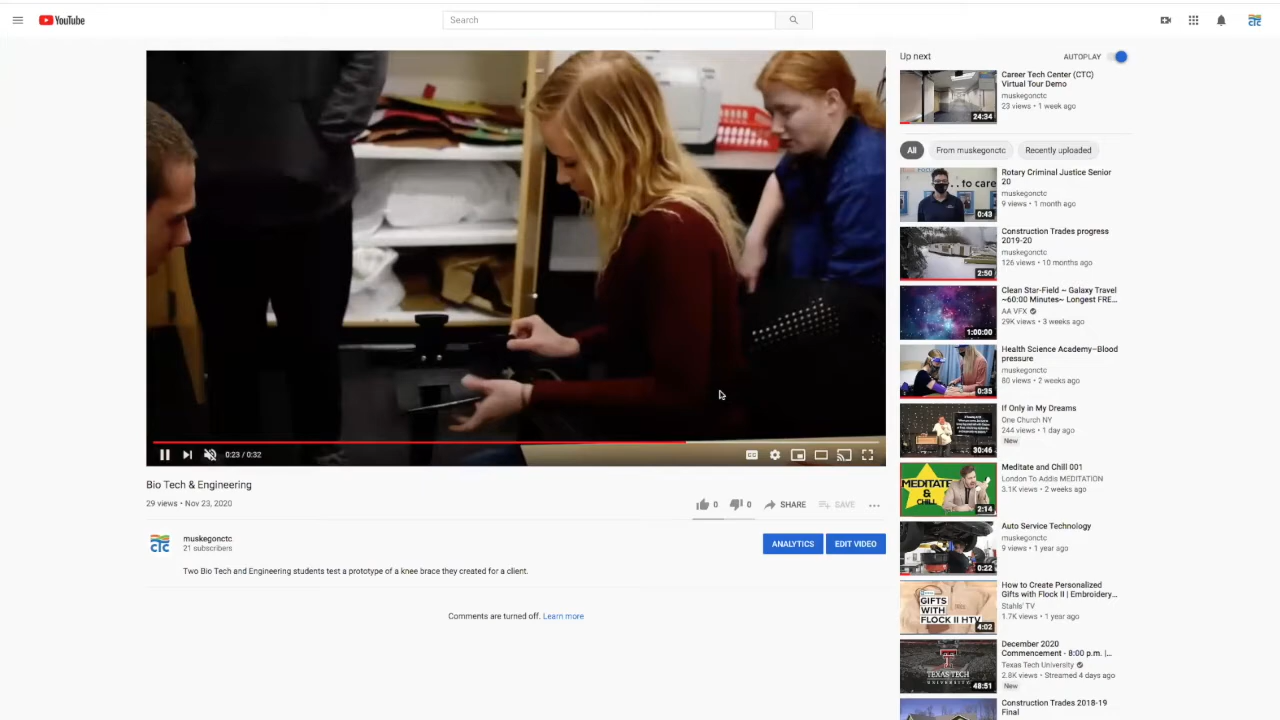 YouTube
Search
ctc
Up next
AUTOPLAY
Career Tech Center (CTC)
Virtual Tour Demo
muskegonctc
23 views • 1 week ago
24:34
All
From muskegonctc
Recently uploaded
Rotary Criminal Justice Senior
20
muskegonctc
9 views • 1 month ago
. . to care
0:43
Construction Trades progress
2019-20
muskegonctc
126 views • 10 months ago
2:50
Clean Star-Field ~ Galaxy Travel
~60:00 Minutes~ Longest FRE...
AA VFX
29K views • 3 weeks ago
1:00:00
Health Science Academy–Blood
pressure
muskegonctc
80 views • 2 weeks ago
0:35
If Only in My Dreams
One Church NY
244 views • 1 day ago
New
30:46
Meditate and Chill 001
London To Addis MEDITATION
3.1K views • 2 weeks ago
MEDITATE
& CHILL
2:14
Auto Service Technology
muskegonctc
9 views • 1 year ago
0:22
How to Create Personalized
Gifts with Flock II | Embroidery...
Stahls' TV
1.7K views • 1 year ago
GIFTS
WITH
FLOCK II HTV
4:02
December 2020
Commencement - 8:00 p.m. |...
Texas Tech University
2.8K views • Streamed 4 days ago
New
TEXAS TECH
UNIVERSITY
48:51
Construction Trades 2018-19
Final
0:23 / 0:32
CC
Bio Tech & Engineering
29 views • Nov 23, 2020
0
0
SHARE
SAVE
ctc
muskegonctc
21 subscribers
ANALYTICS
EDIT VIDEO
Two Bio Tech and Engineering students test a prototype of a knee brace they created for a client.
Comments are turned off. Learn more